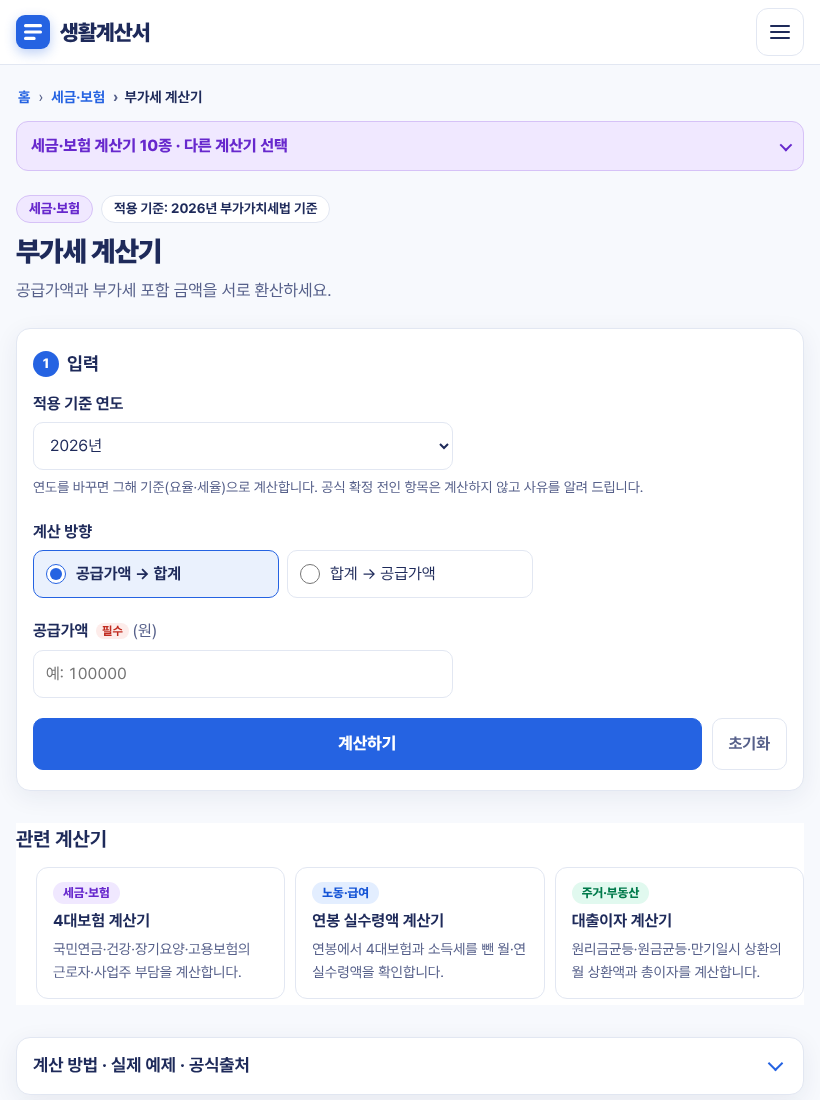 생활계산서
홈 › 세금·보험 › 부가세 계산기
세금·보험 계산기 10종 · 다른 계산기 선택
세금·보험 적용 기준: 2026년 부가가치세법 기준
부가세 계산기
공급가액과 부가세 포함 금액을 서로 환산하세요.
1 입력
적용 기준 연도
2026년
연도를 바꾸면 그해 기준(요율·세율)으로 계산합니다. 공식 확정 전인 항목은 계산하지 않고 사유를 알려 드립니다.
계산 방향
공급가액 → 합계 합계 → 공급가액
공급가액 필수 (원)
예: 100000
계산하기 초기화
관련 계산기
세금·보험
4대보험 계산기
국민연금·건강·장기요양·고용보험의
근로자·사업주 부담을 계산합니다.
노동·급여
연봉 실수령액 계산기
연봉에서 4대보험과 소득세를 뺀 월·연
실수령액을 확인합니다.
주거·부동산
대출이자 계산기
원리금균등·원금균등·만기일시 상환의
월 상환액과 총이자를 계산합니다.
계산 방법 · 실제 예제 · 공식출처